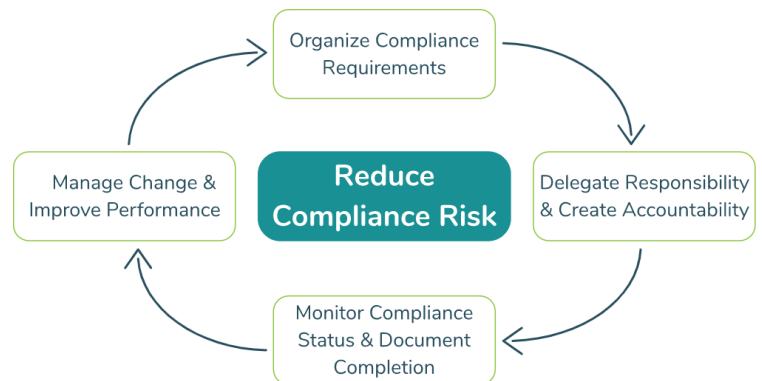 Organize Compliance
Requirements
Manage Change &
Improve Performance
Reduce
Compliance Risk
Delegate Responsibility
& Create Accountability
Monitor Compliance
Status & Document
Completion